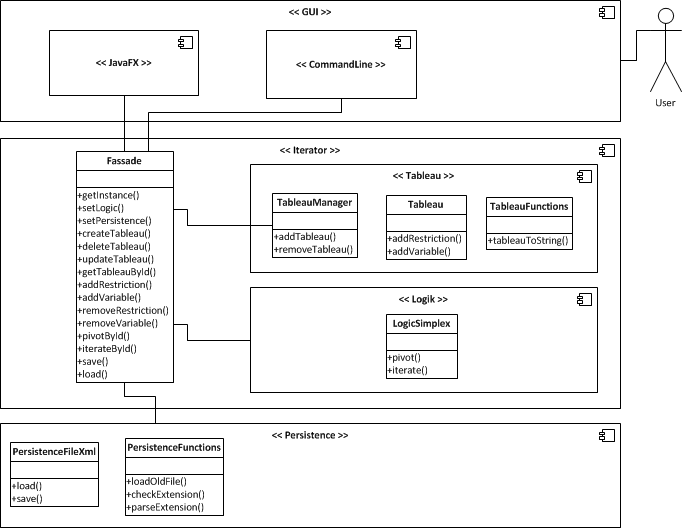 << GUI >>
<< JavaFX >>
<< CommandLine >>
User
<< Iterator >>
Fassade
+getInstance()
+setLogic()
+setPersistence()
+createTableau()
+deleteTableau()
+updateTableau()
+getTableauById()
+addRestriction()
+addVariable()
+removeRestriction()
+removeVariable()
+pivotById()
+iterateById()
+save()
+load()
<< Tableau >>
TableauManager
+addTableau()
+removeTableau()
Tableau
+addRestriction()
+addVariable()
TableauFunctions
+tableauToString()
<< Logik >>
LogicSimplex
+pivot()
+iterate()
<< Persistence >>
PersistenceFileXml
+load()
+save()
PersistenceFunctions
+loadOldFile()
+checkExtension()
+parseExtension()